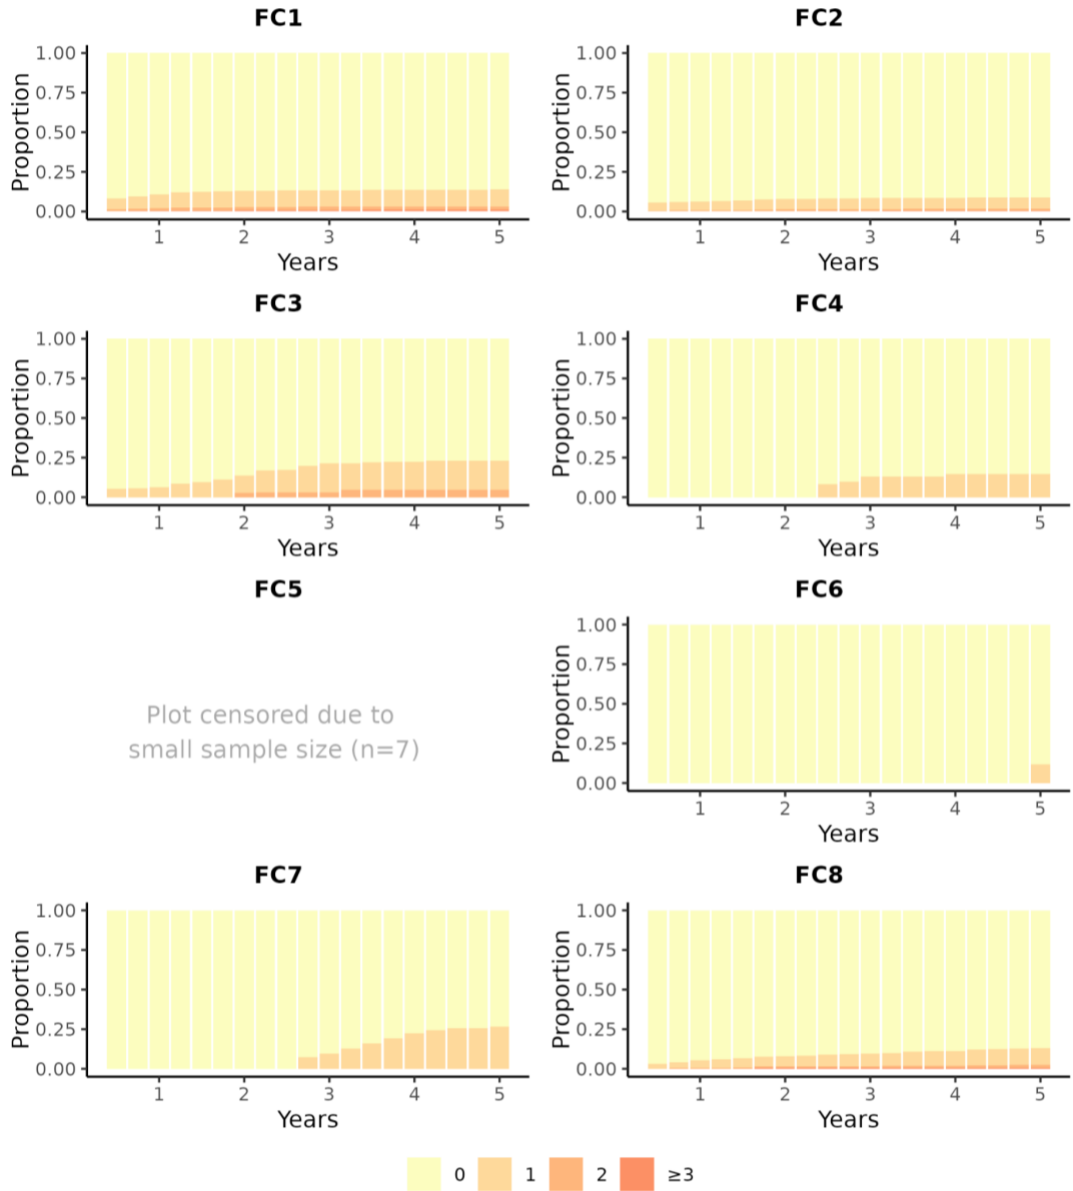 FC1
Proportion
1.00
0.75
0.50
0.25
0.00
1 2 3 4 5
Years
FC2
Proportion
1.00
0.75
0.50
0.25
0.00
1 2 3 4 5
Years
FC3
Proportion
1.00
0.75
0.50
0.25
0.00
1 2 3 4 5
Years
FC4
Proportion
1.00
0.75
0.50
0.25
0.00
1 2 3 4 5
Years
FC5
Plot censored due to
small sample size (n=7)
FC6
Proportion
1.00
0.75
0.50
0.25
0.00
1 2 3 4 5
Years
FC7
Proportion
1.00
0.75
0.50
0.25
0.00
1 2 3 4 5
Years
FC8
Proportion
1.00
0.75
0.50
0.25
0.00
1 2 3 4 5
Years
0 1 2 ≥3